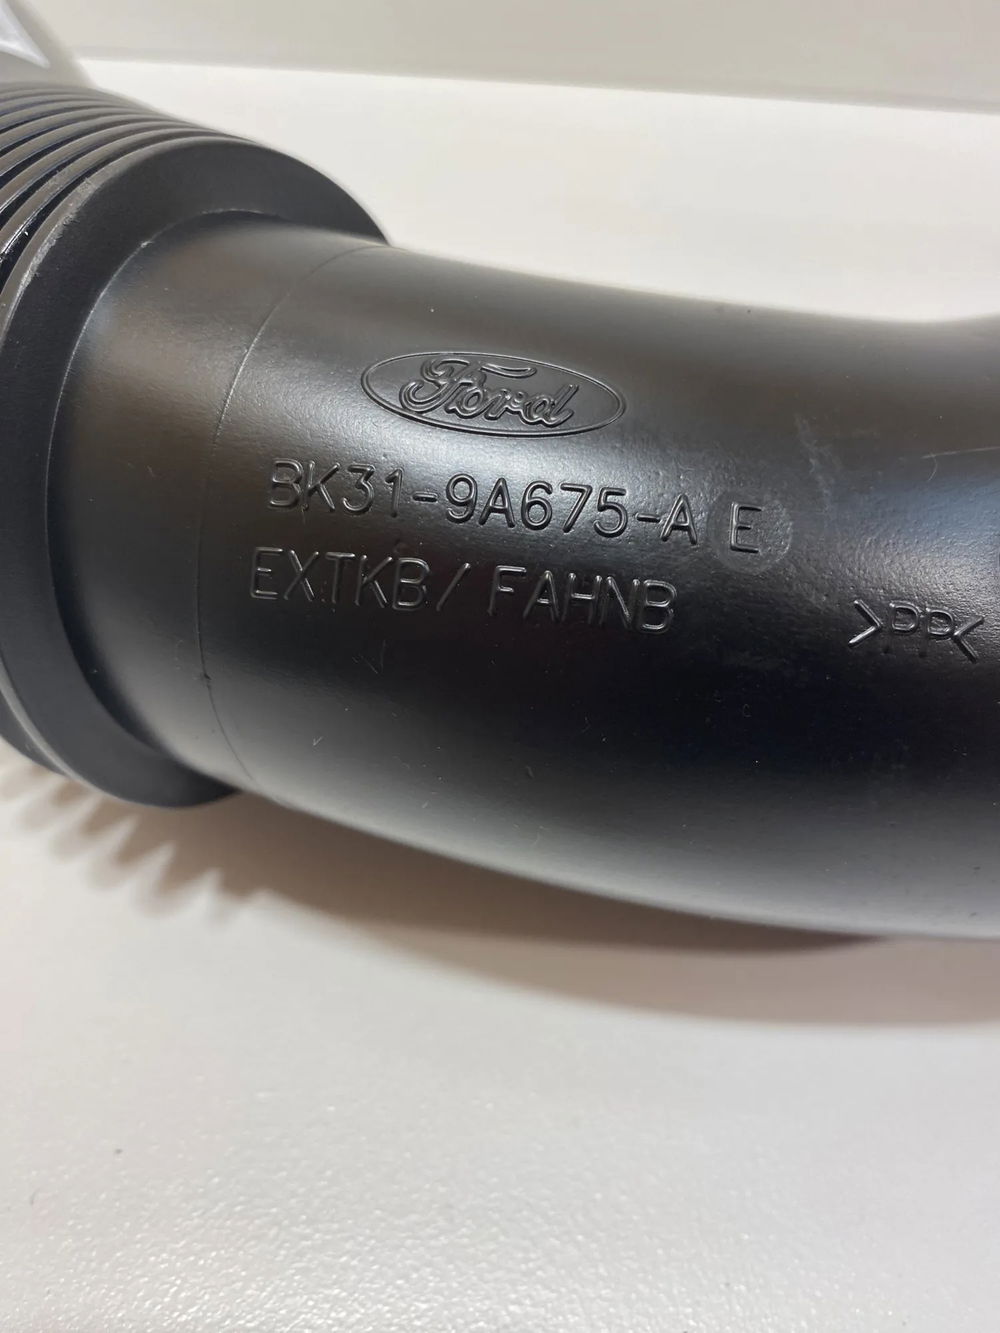 Ford
BK31-9A675-A E
EXTKB/ FAHNB
>PP<